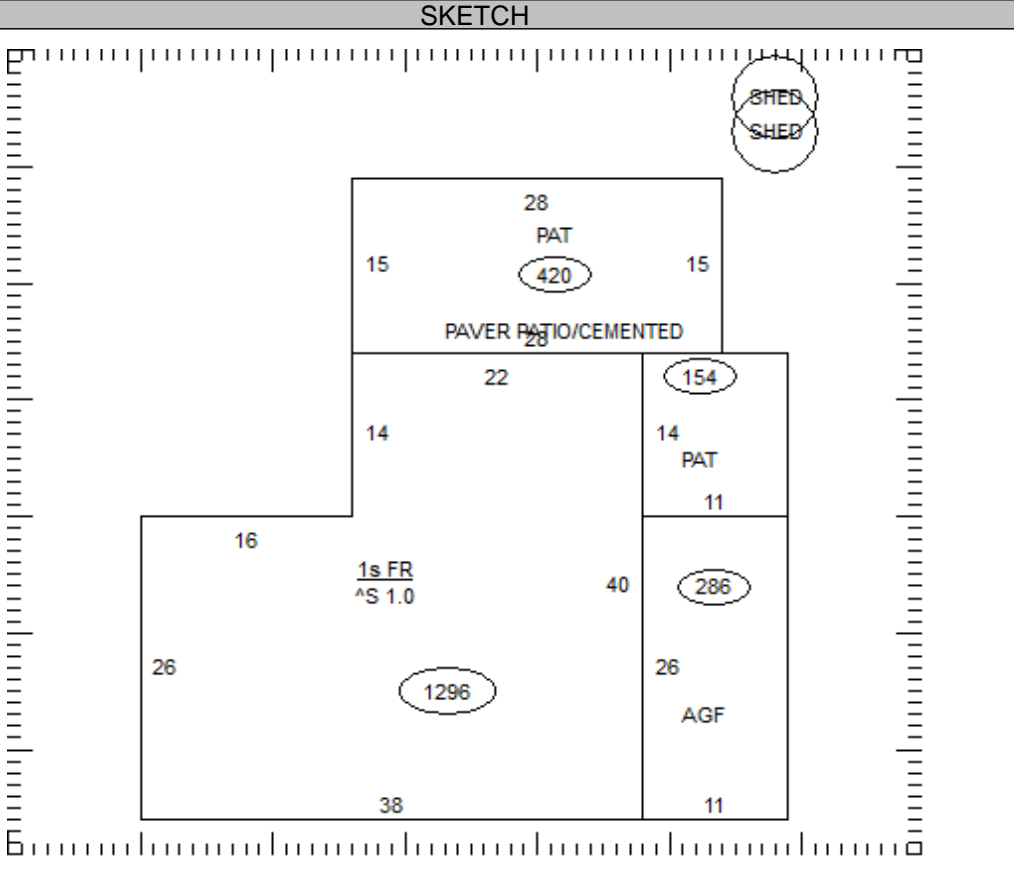 SKETCH
SHED
SHED
28
PAT
15 420 15
PAVER PATIO/CEMENTED
28
22 154
14 14
PAT
11
16
1s FR
^S 1.0
40 286
26 26
1296
AGF
38 11